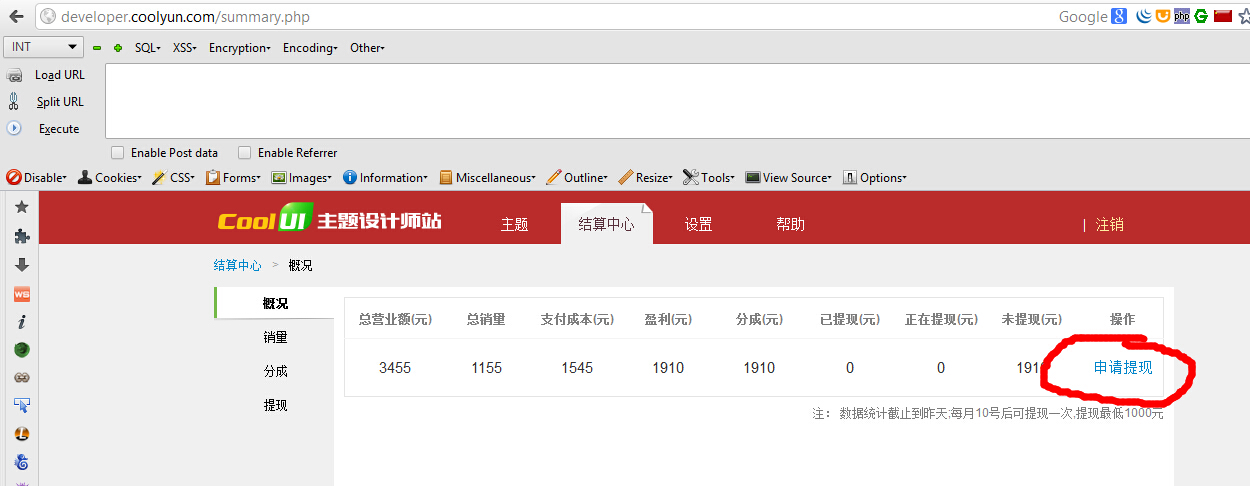 developer.coolyun.com/summary.php Google
INT SQL XSS Encryption Encoding Other
Load URL
Split URL
Execute
Enable Post data Enable Referrer
Disable Cookies CSS Forms Images Information Miscellaneous Outline Resize Tools View Source Options
Cool UI 主题设计师站 主题 结算中心 设置 帮助 | 注销
结算中心 > 概况
概况
销量
分成
提现
总营业额(元) 总销量 支付成本(元) 盈利(元) 分成(元) 已提现(元) 正在提现(元) 未提现(元) 操作
3455 1155 1545 1910 1910 0 0 191 申请提现
注: 数据统计截止到昨天;每月10号后可提现一次,提现最低1000元